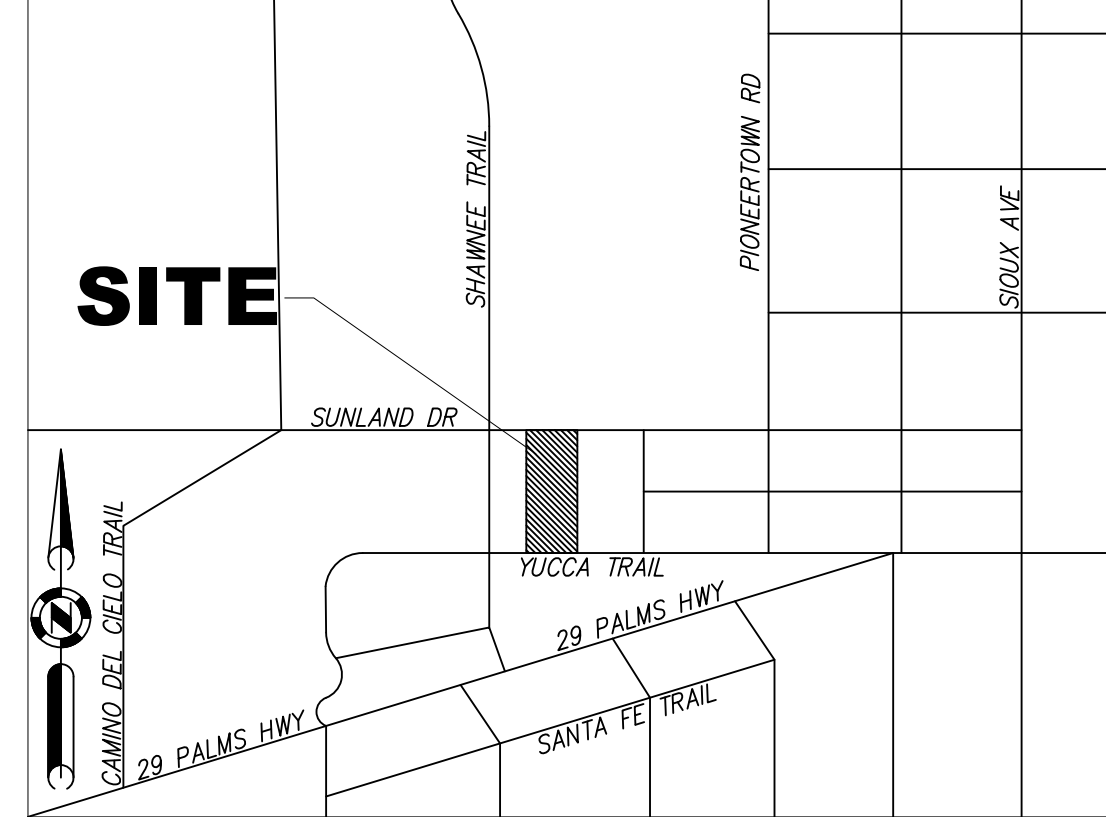 PIONEERTOWN RD
SHAWNEE TRAIL
SIOUX AVE
SITE
SUNLAND DR
CAMINO DEL CIELO TRAIL
YUCCA TRAIL
29 PALMS HWY
N
29 PALMS HWY
SANTA FE TRAIL